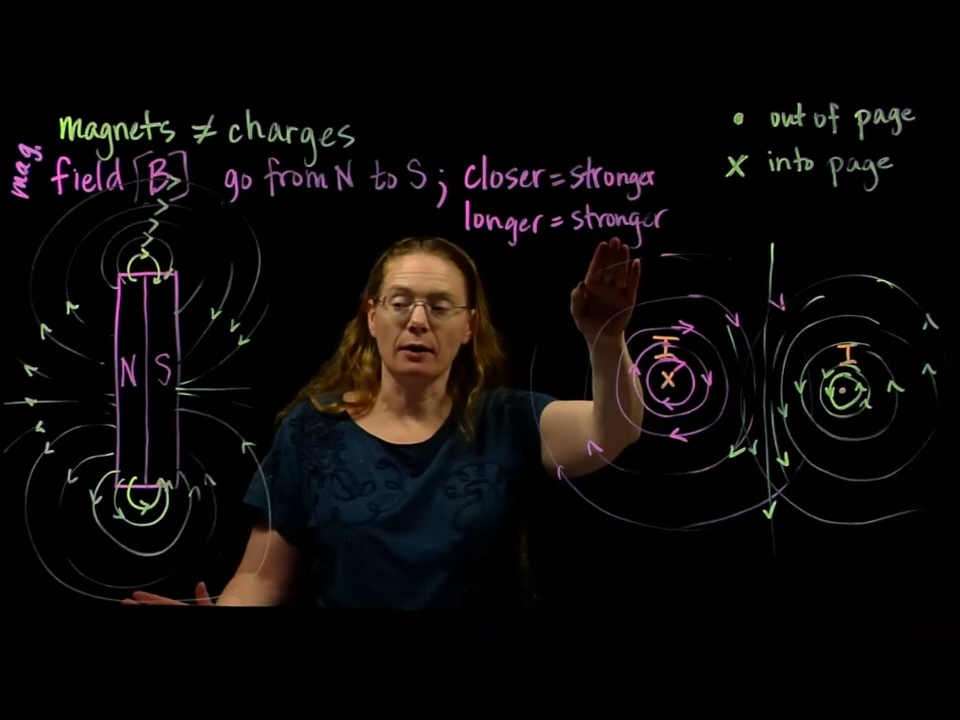 magnets ≠ charges
mag. field [B] go from N to S; closer = stronger
longer = stronger
• out of page
x into page
N S
I
x
I